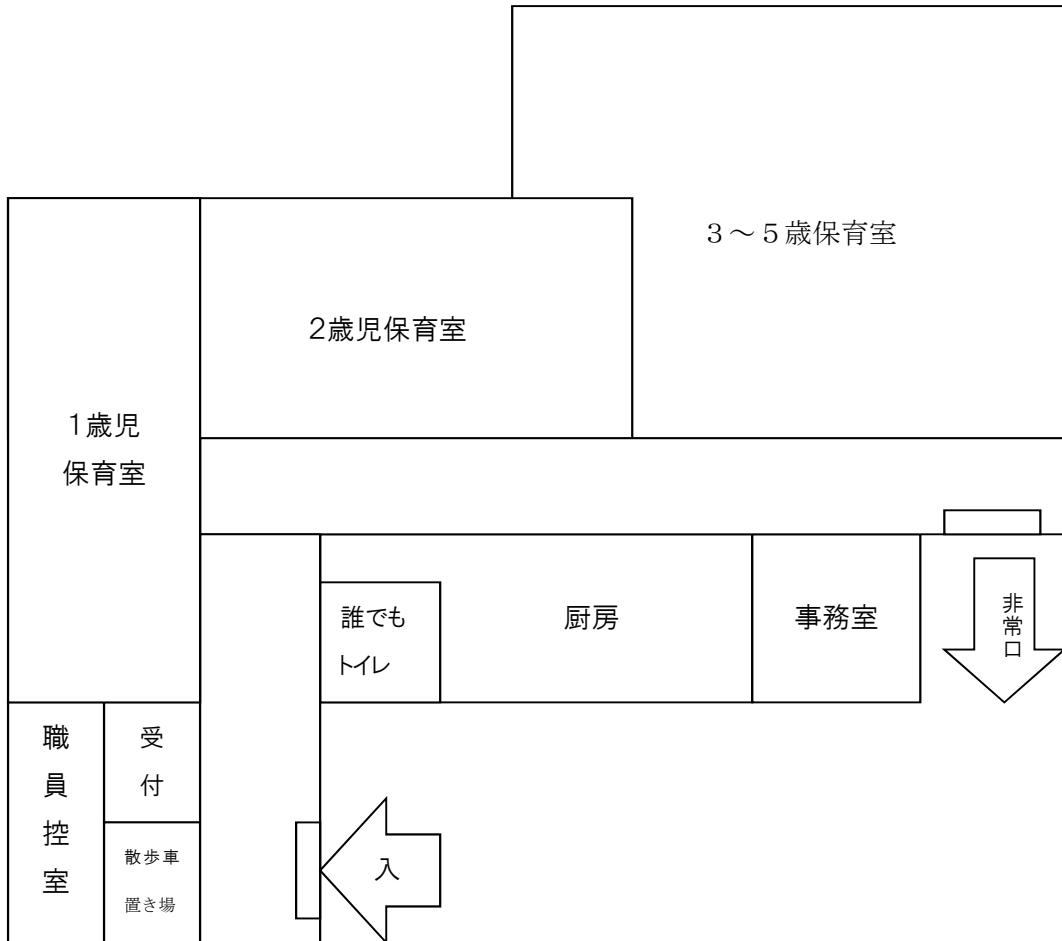 ３～５歳保育室
2歳児保育室
1歳児
保育室
誰でも
トイレ
厨房
事務室
非常口
職員控室
受付
散歩車
置き場
入